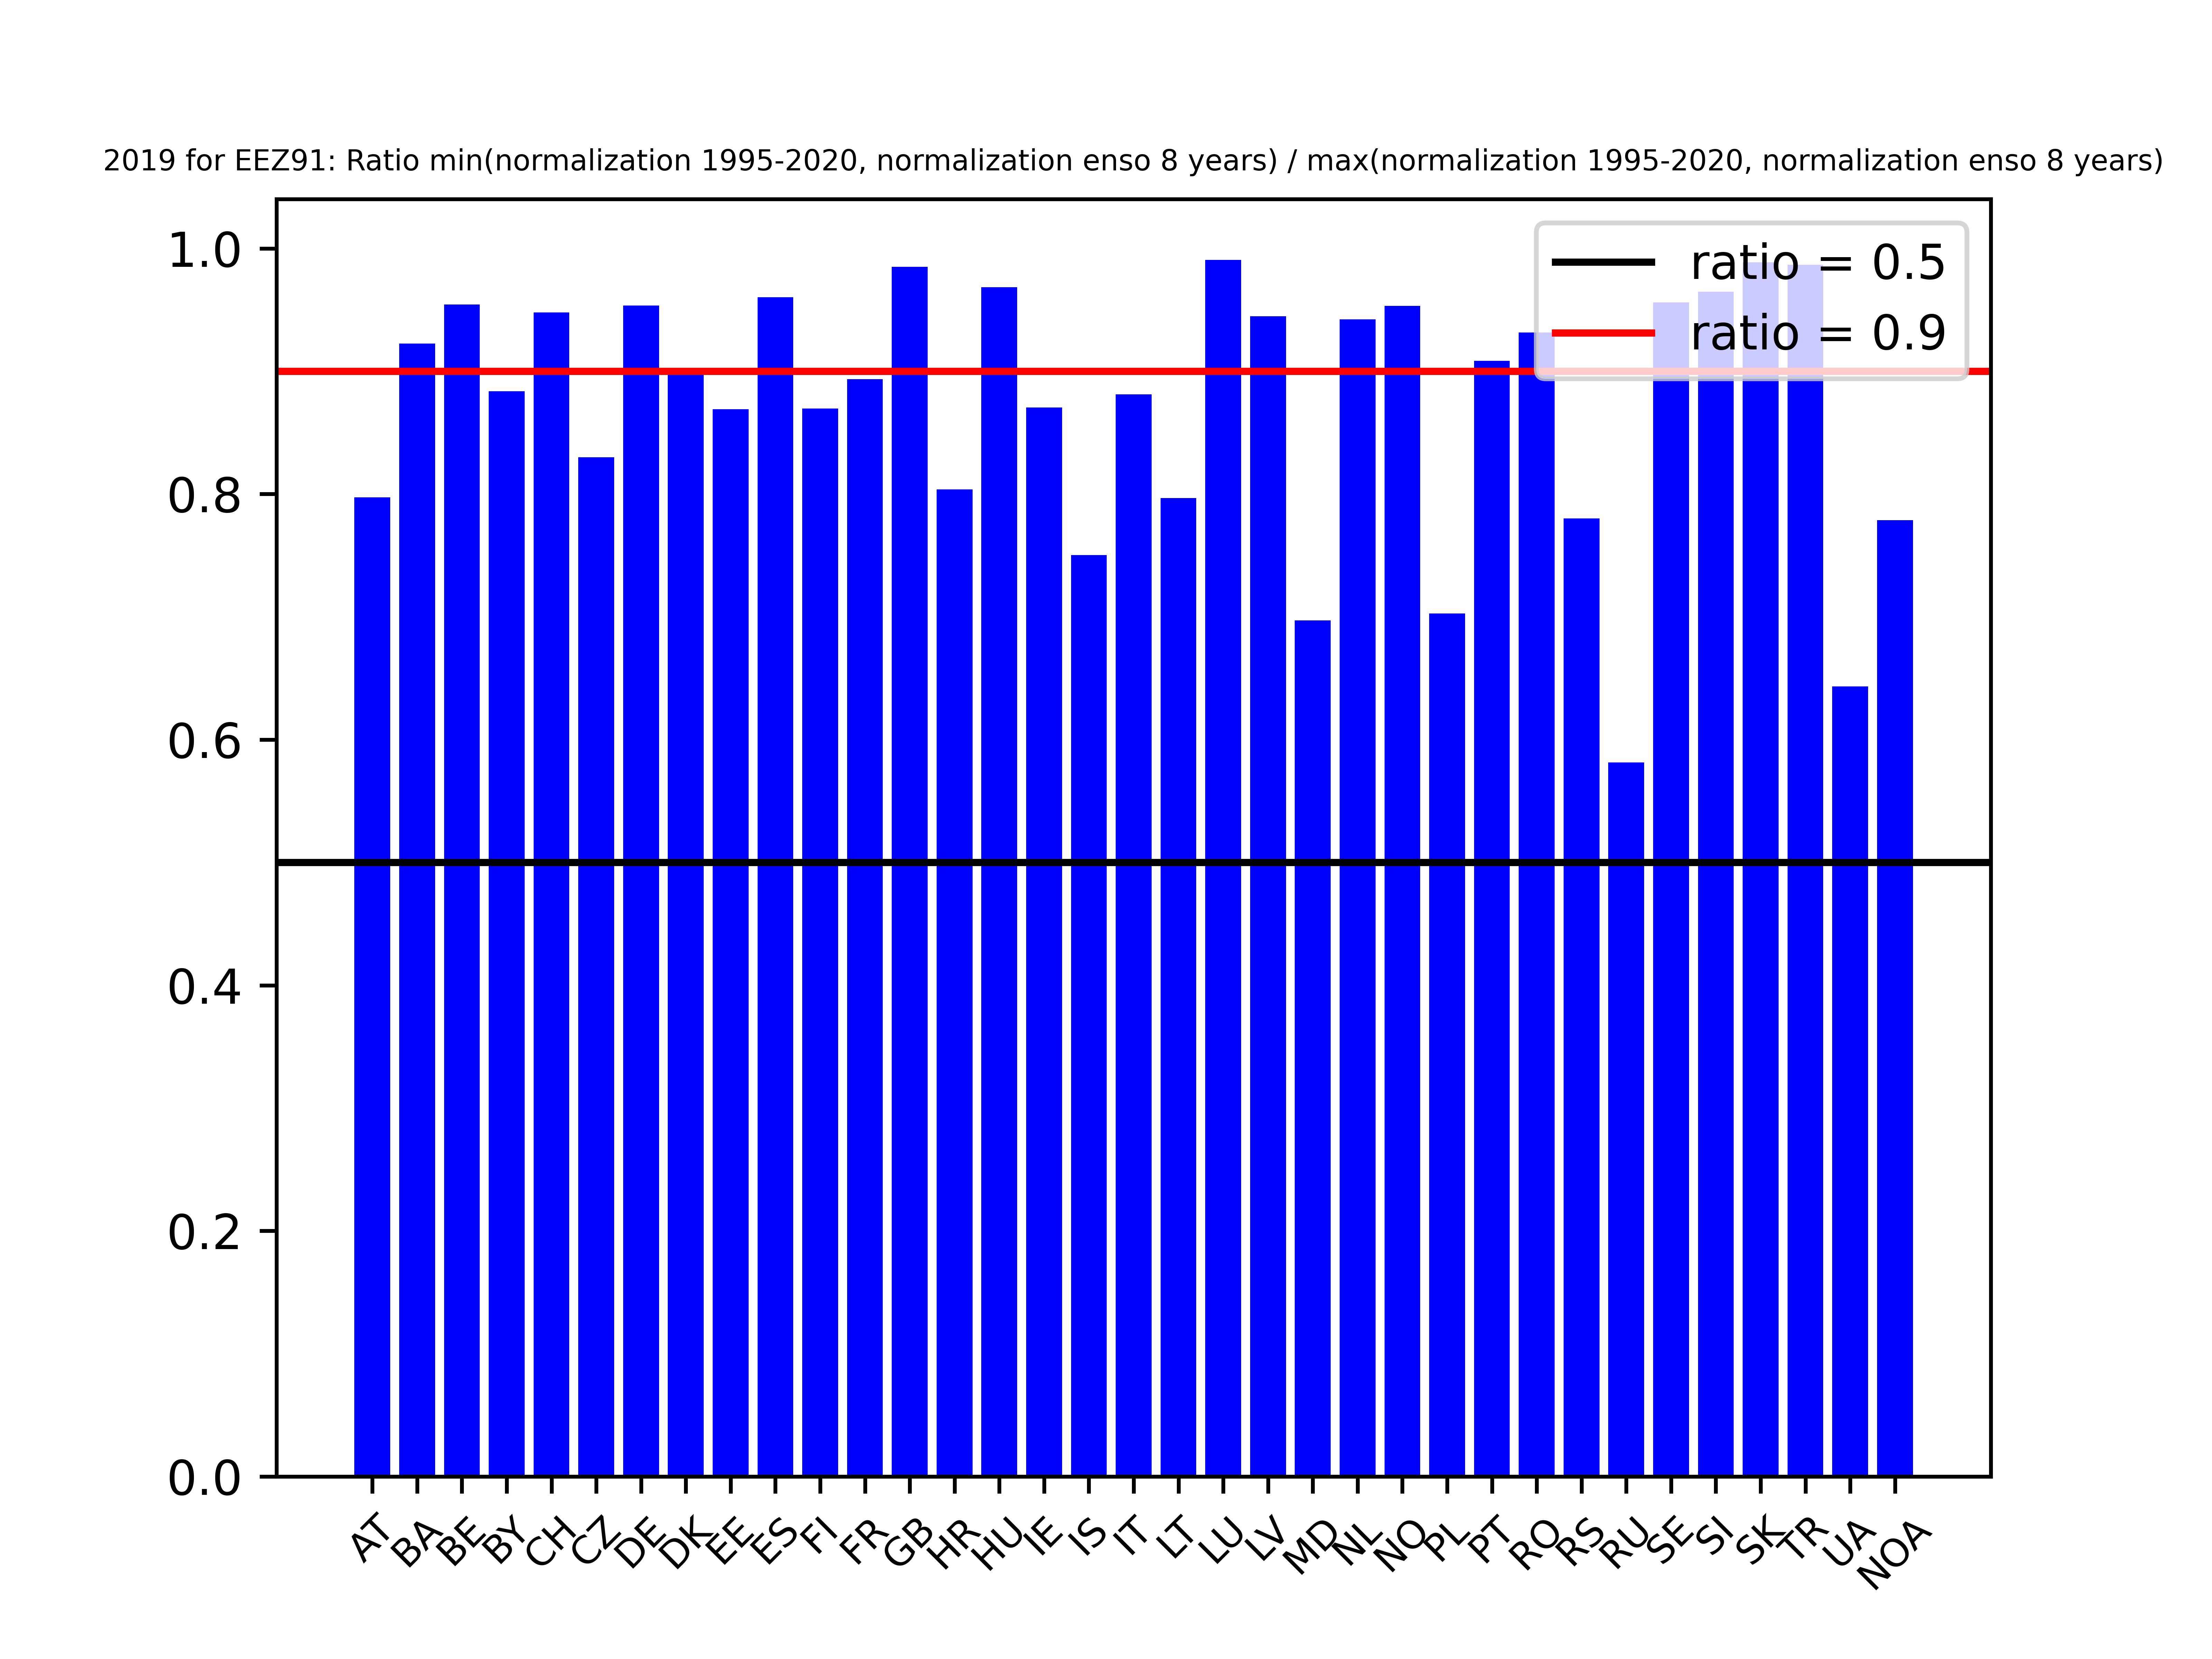 2019 for EEZ91: Ratio min(normalization 1995-2020, normalization enso 8 years) / max(normalization 1995-2020, normalization enso 8 years)
ratio = 0.5
ratio = 0.9
1.0
0.8
0.6
0.4
0.2
0.0
AT BA BE BY CH CZ DE DK EE ES FI FR GB HR HU IE IS IT LT LU LV MD NL NO PL PT RO RS RU SE SI SK TR UA NOA